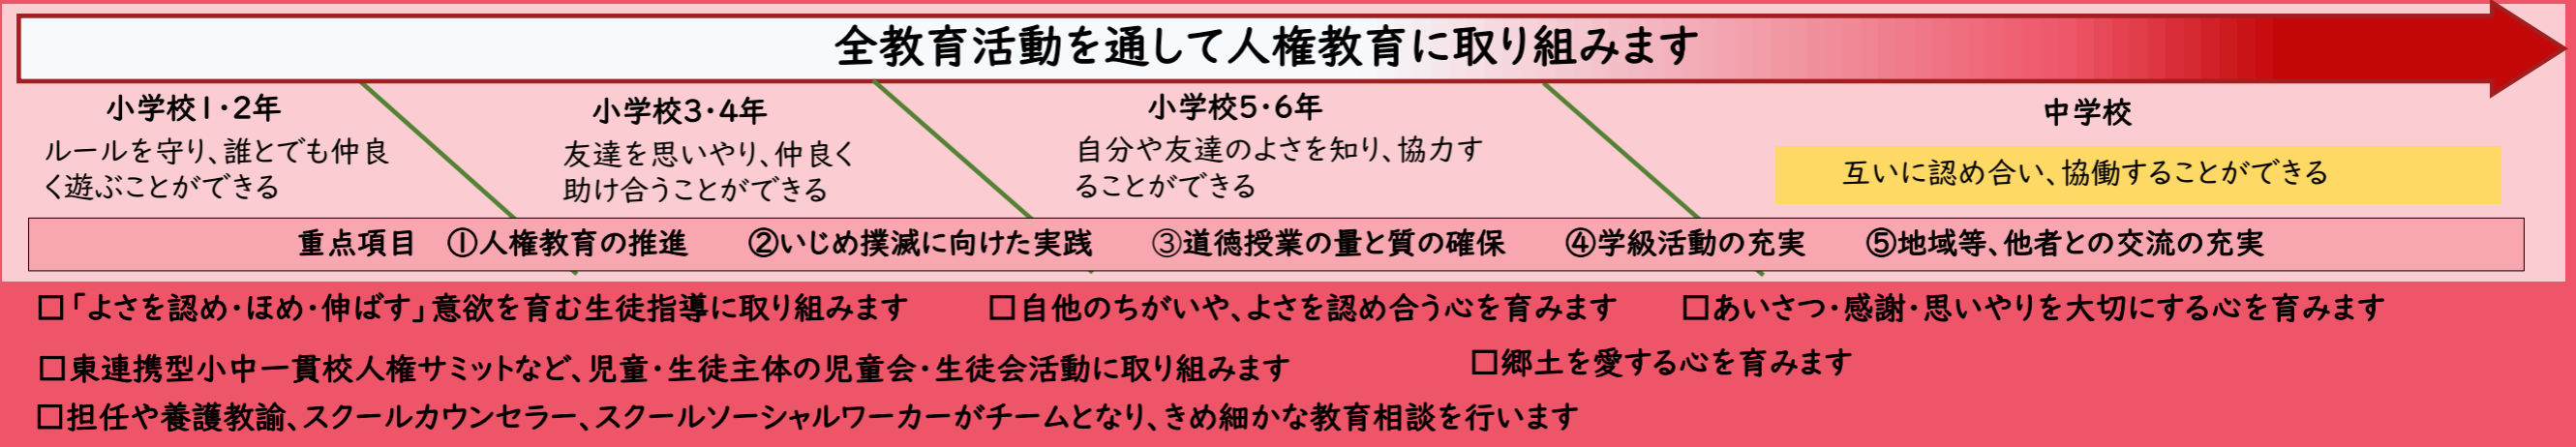 全教育活動を通して人権教育に取り組みます
小学校1・2年
ルールを守り、誰とでも仲良
く遊ぶことができる
小学校3・4年
友達を思いやり、仲良く
助け合うことができる
小学校5・6年
自分や友達のよさを知り、協力す
ることができる
中学校
互いに認め合い、協働することができる
重点項目　①人権教育の推進　②いじめ撲滅に向けた実践　③道徳授業の量と質の確保　④学級活動の充実　⑤地域等、他者との交流の充実
□「よさを認め・ほめ・伸ばす」意欲を育む生徒指導に取り組みます　□自他のちがいや、よさを認め合う心を育みます　□あいさつ・感謝・思いやりを大切にする心を育みます
□東連携型小中一貫校人権サミットなど、児童・生徒主体の児童会・生徒会活動に取り組みます　□郷土を愛する心を育みます
□担任や養護教諭、スクールカウンセラー、スクールソーシャルワーカーがチームとなり、きめ細かな教育相談を行います